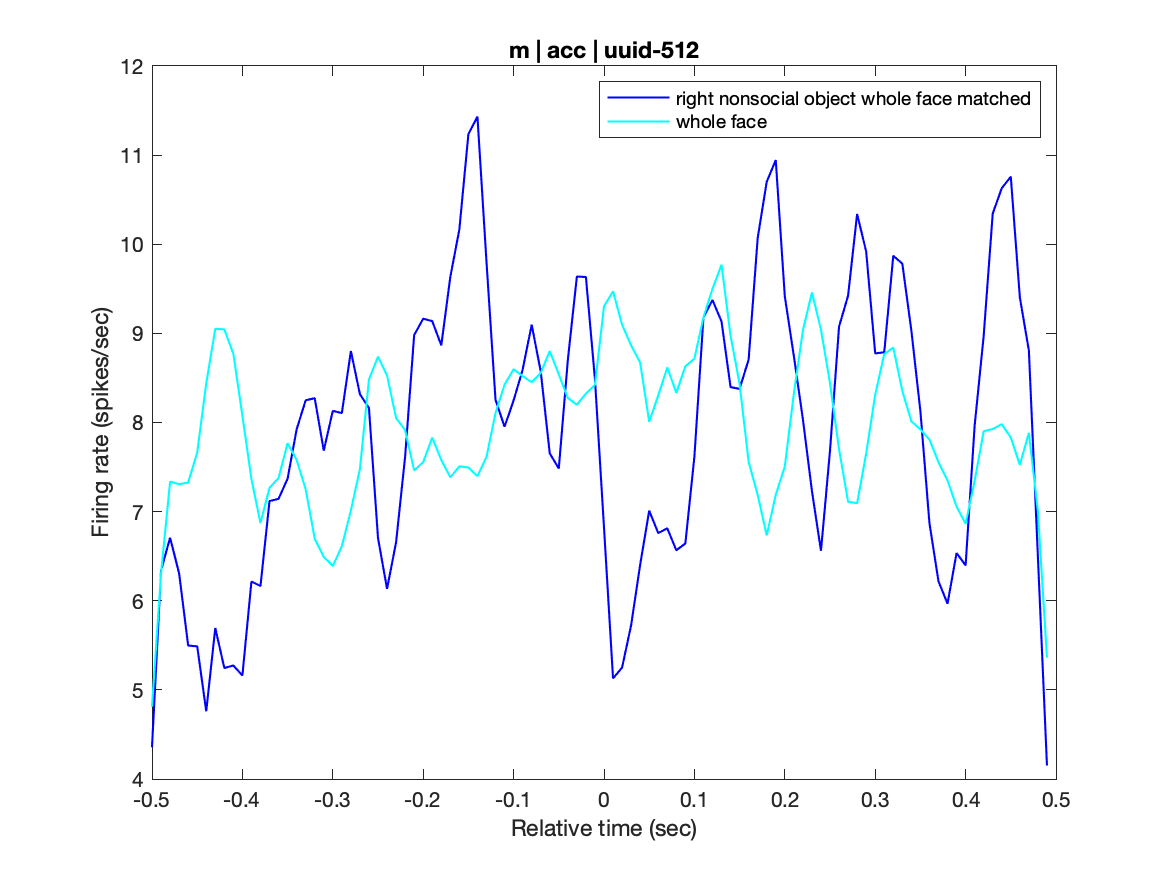 m | acc | uuid-512
right nonsocial object whole face matched
whole face
Firing rate (spikes/sec)
12
11
10
9
8
7
6
5
4
-0.5 -0.4 -0.3 -0.2 -0.1 0 0.1 0.2 0.3 0.4 0.5
Relative time (sec)